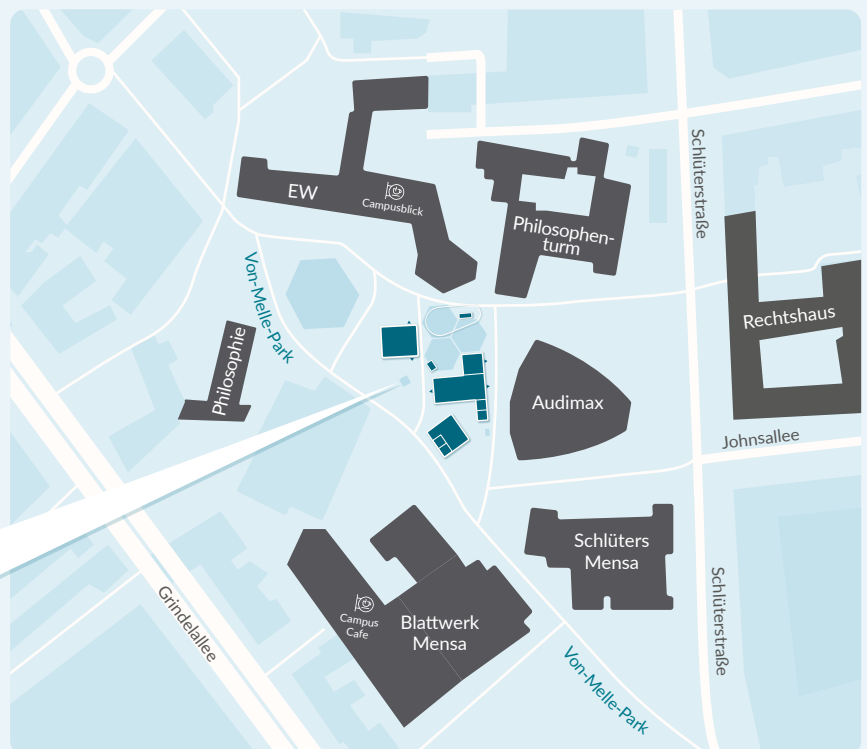 EW
Campusblick
Philosophen-
turm
Schlüterstraße
Von-Melle-Park
Rechtshaus
Philosophie
Audimax
Johnsallee
Schlüters
Mensa
Campus
Cafe
Blattwerk
Mensa
Grindelallee
Schlüterstraße
Von-Melle-Park